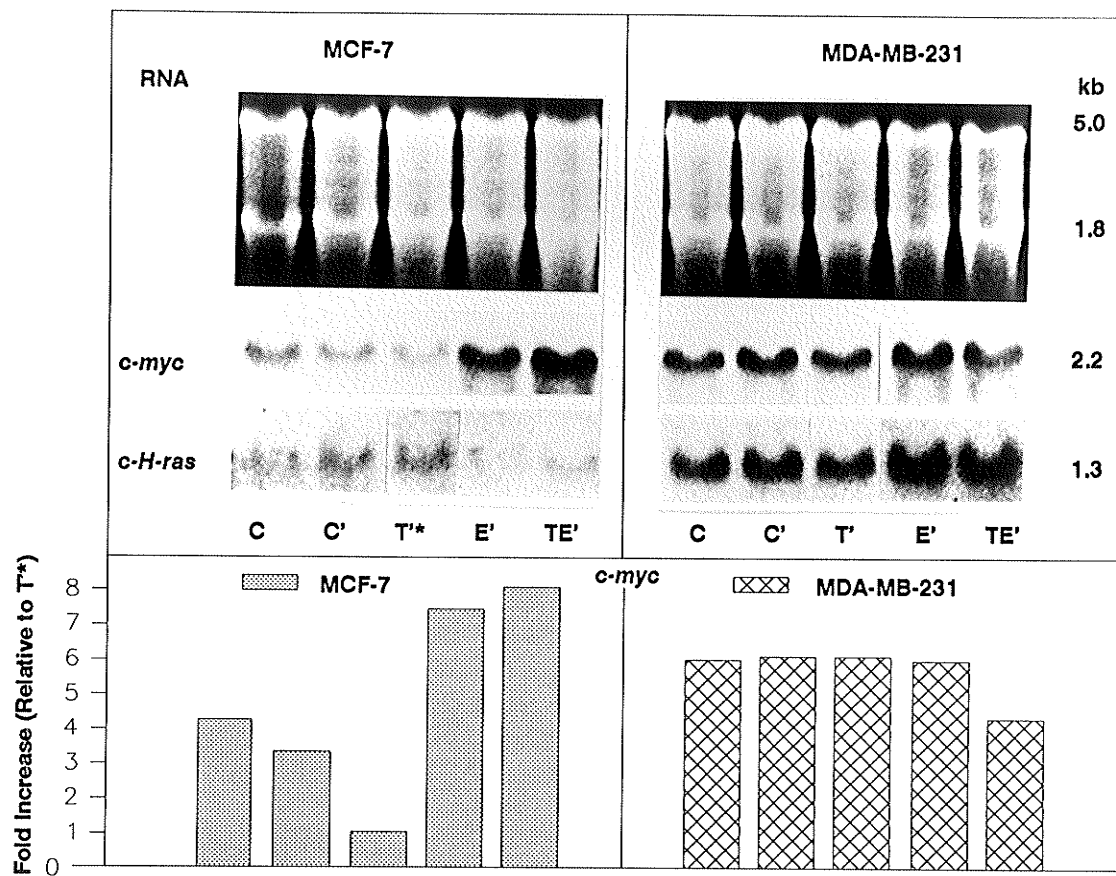 MCF-7
MDA-MB-231
RNA
kb
5.0
1.8
c-myc
2.2
c-H-ras
1.3
C C' T'* E' TE'
C C' T' E' TE'
Fold Increase (Relative to T'*)
MCF-7
c-myc
MDA-MB-231
8
7
6
5
4
3
2
1
0